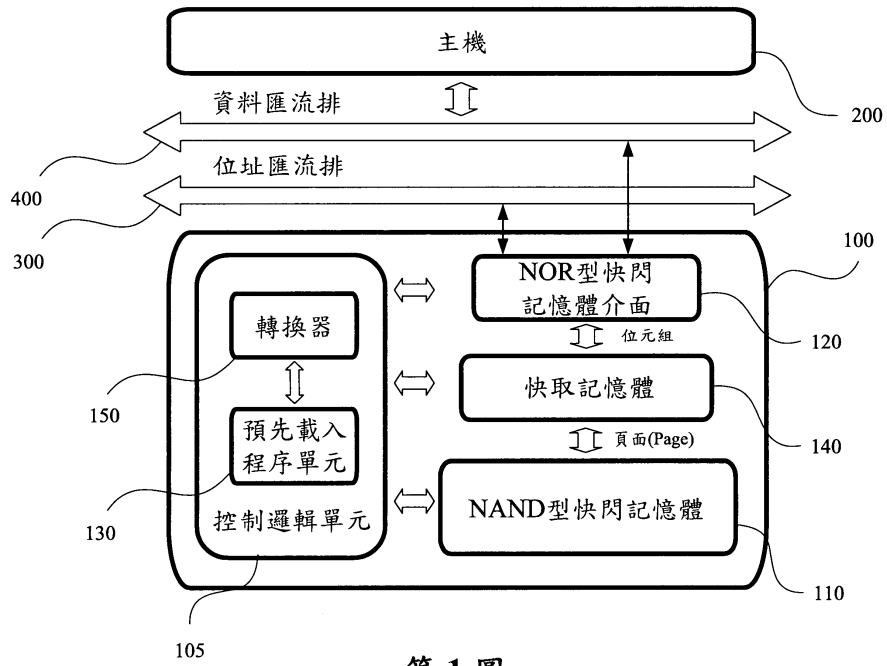 主機
200
資料匯流排
400
位址匯流排
300
100
NOR型快閃
記憶體介面
120
轉換器
150
位元組
快取記憶體
140
預先載入
程序單元
130
頁面(Page)
控制邏輯單元
105
NAND型快閃記憶體
110
第 1 圖